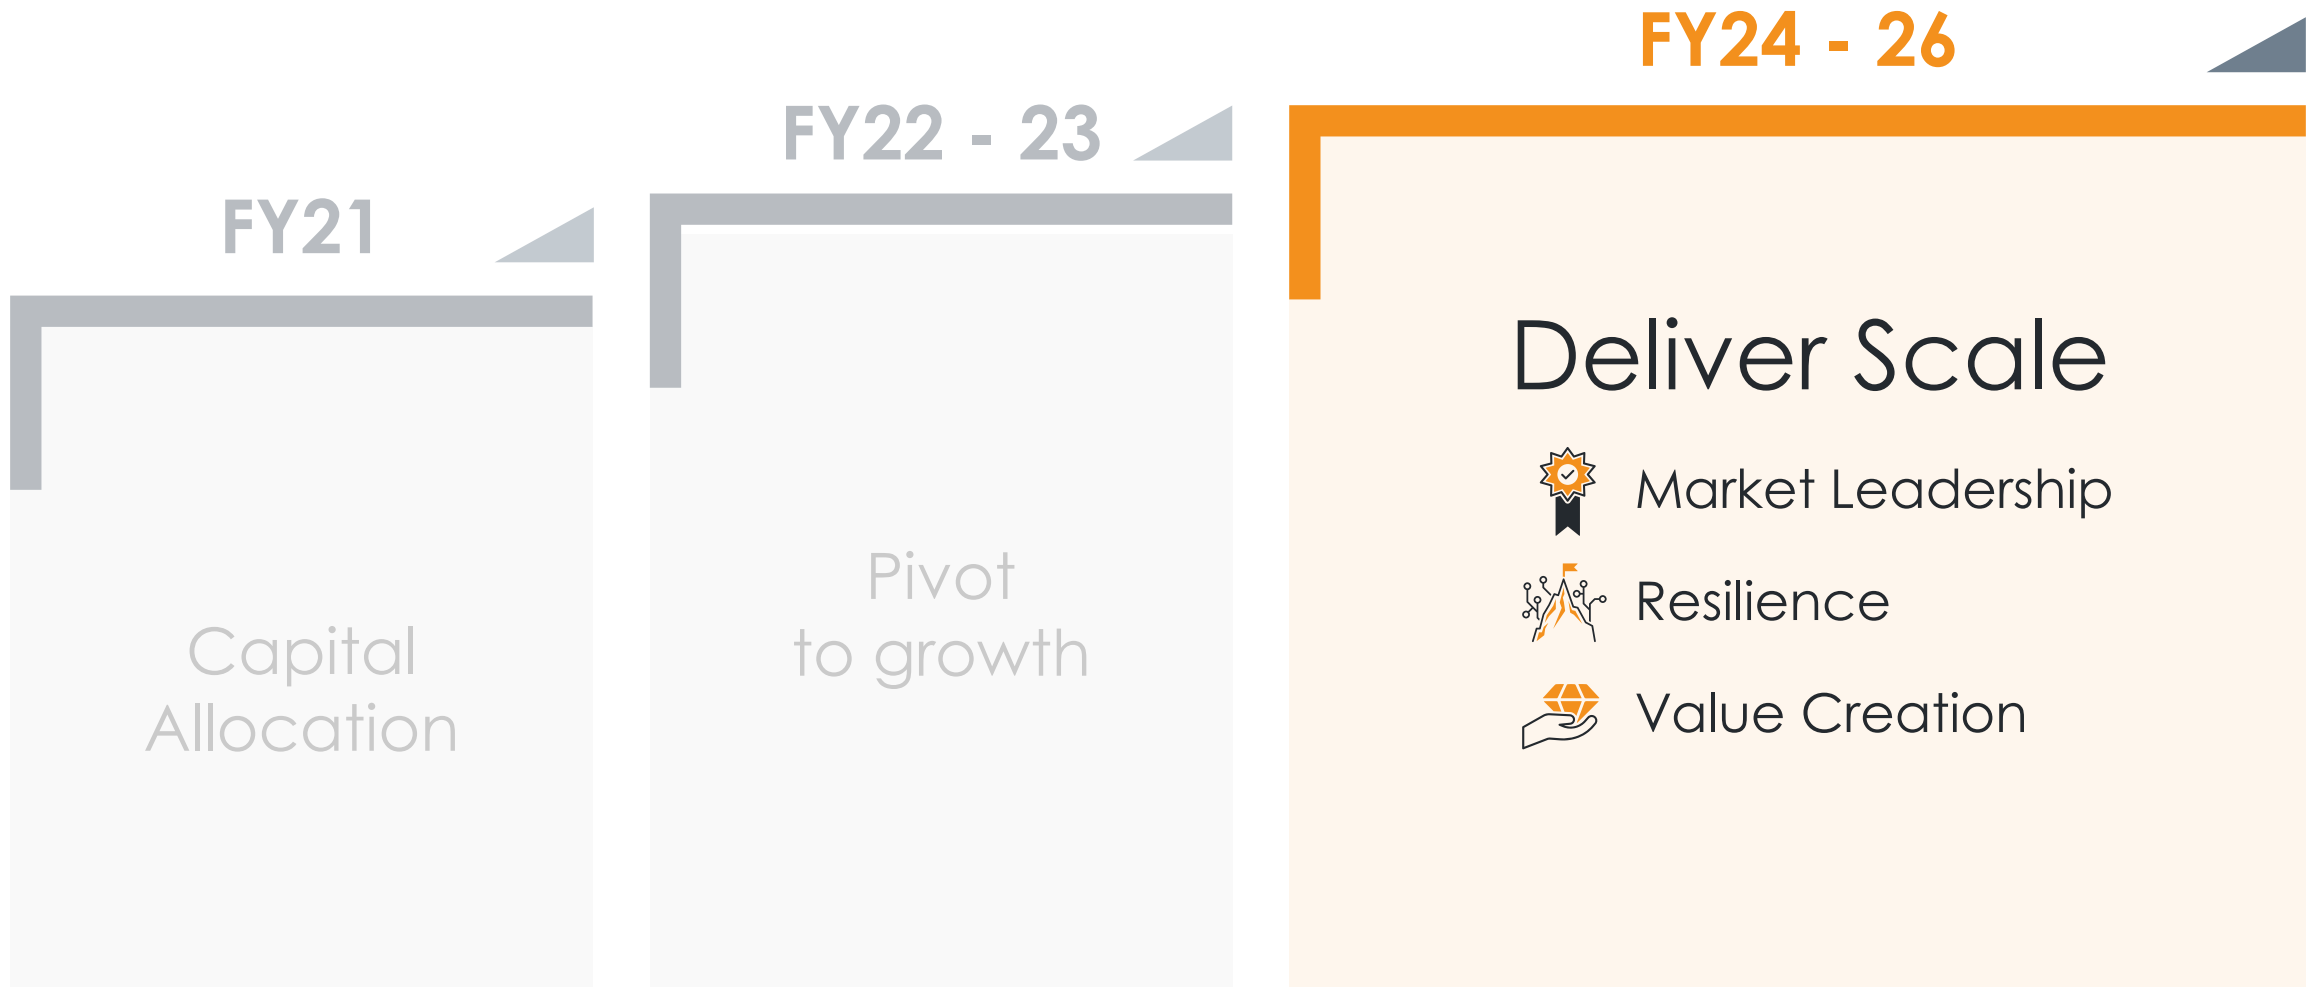 FY21
Capital
Allocation
FY22 - 23
Pivot
to growth
FY24 - 26
Deliver Scale
Market Leadership
Resilience
Value Creation